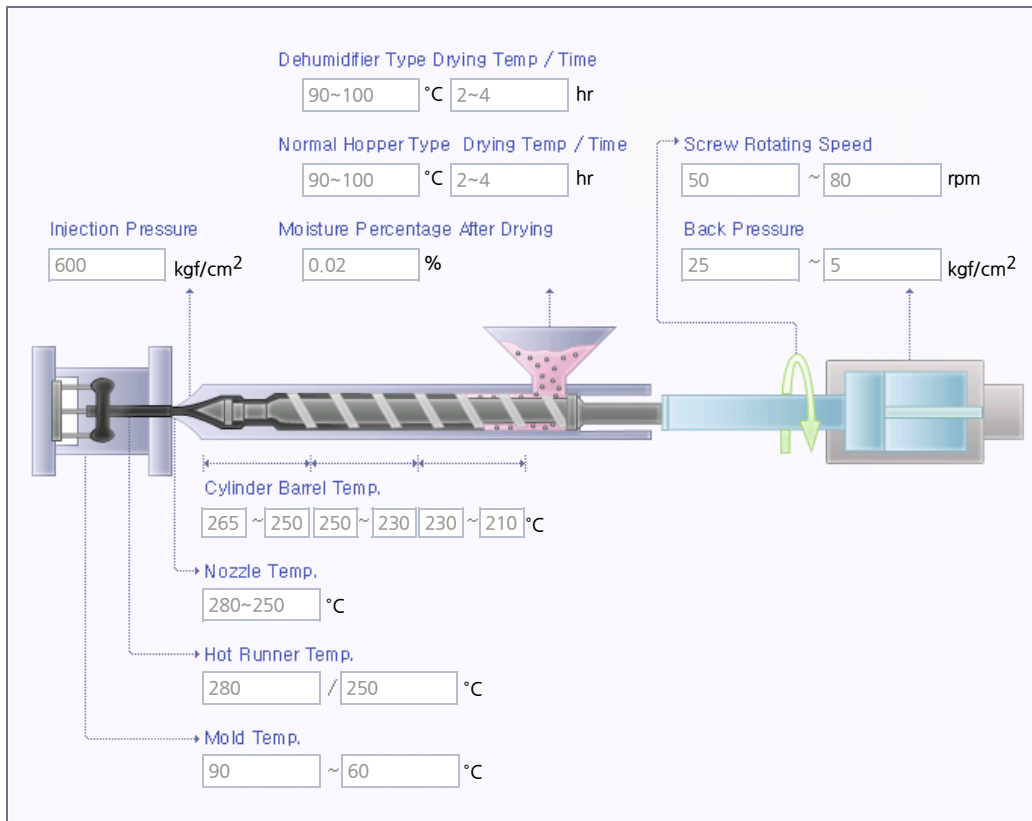 Dehumidifier Type Drying Temp / Time
90~100 °C 2~4 hr
Normal Hopper Type Drying Temp / Time
90~100 °C 2~4 hr
Screw Rotating Speed
50 ~ 80 rpm
Injection Pressure
600 kgf/cm2
Moisture Percentage After Drying
0.02 %
Back Pressure
25 ~ 5 kgf/cm2
Cylinder Barrel Temp.
265 ~ 250 250 ~ 230 230 ~ 210 °C
Nozzle Temp.
280~250 °C
Hot Runner Temp.
280 / 250 °C
Mold Temp.
90 ~ 60 °C